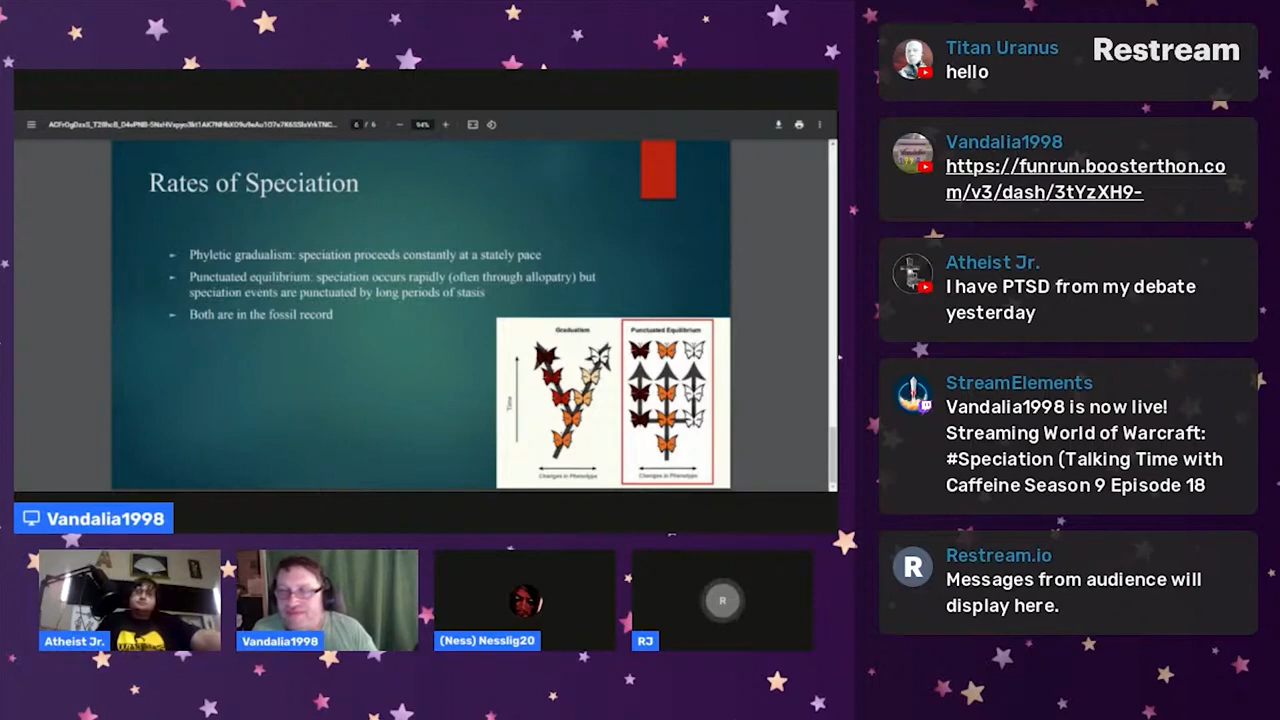 6 / 6
94%
Rates of Speciation
Phyletic gradualism: speciation proceeds constantly at a stately pace
Punctuated equilibrium: speciation occurs rapidly (often through allopatry) but
speciation events are punctuated by long periods of stasis
Both are in the fossil record
Gradualism
Punctuated Equilibrium
Time
Changes in Phenotype
Changes in Phenotype
Vandalia1998
Atheist Jr.
Vandalia1998
(Ness) Nesslig20
R
RJ
Restream
Titan Uranus
hello
Vandalia1998
https://funrun.boosterthon.co
m/v3/dash/3tYzXH9-
Atheist Jr.
I have PTSD from my debate
yesterday
StreamElements
Vandalia1998 is now live!
Streaming World of Warcraft:
#Speciation (Talking Time with
Caffeine Season 9 Episode 18
R
Restream.io
Messages from audience will
display here.